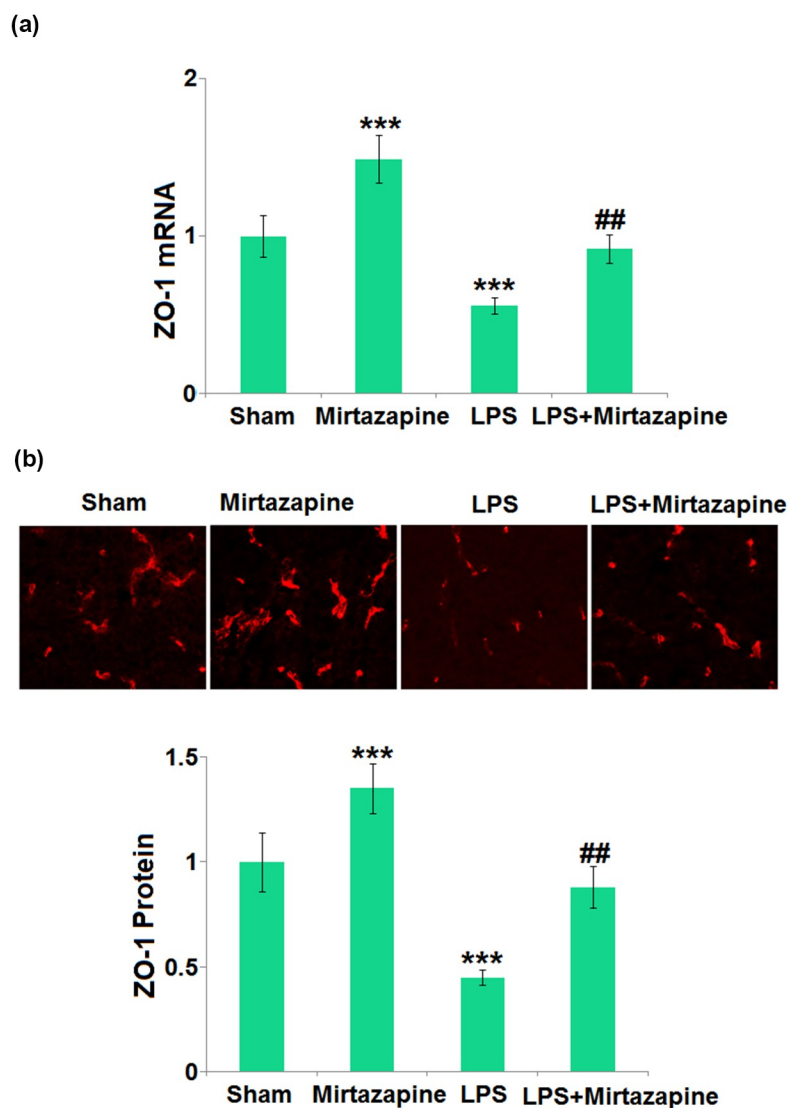 (a)
2
***
ZO-1 mRNA
1
##
***
0
Sham Mirtazapine LPS LPS+Mirtazapine
(b)
Sham Mirtazapine LPS LPS+Mirtazapine
1.5
***
ZO-1 Protein
1
##
0.5
***
0
Sham Mirtazapine LPS LPS+Mirtazapine